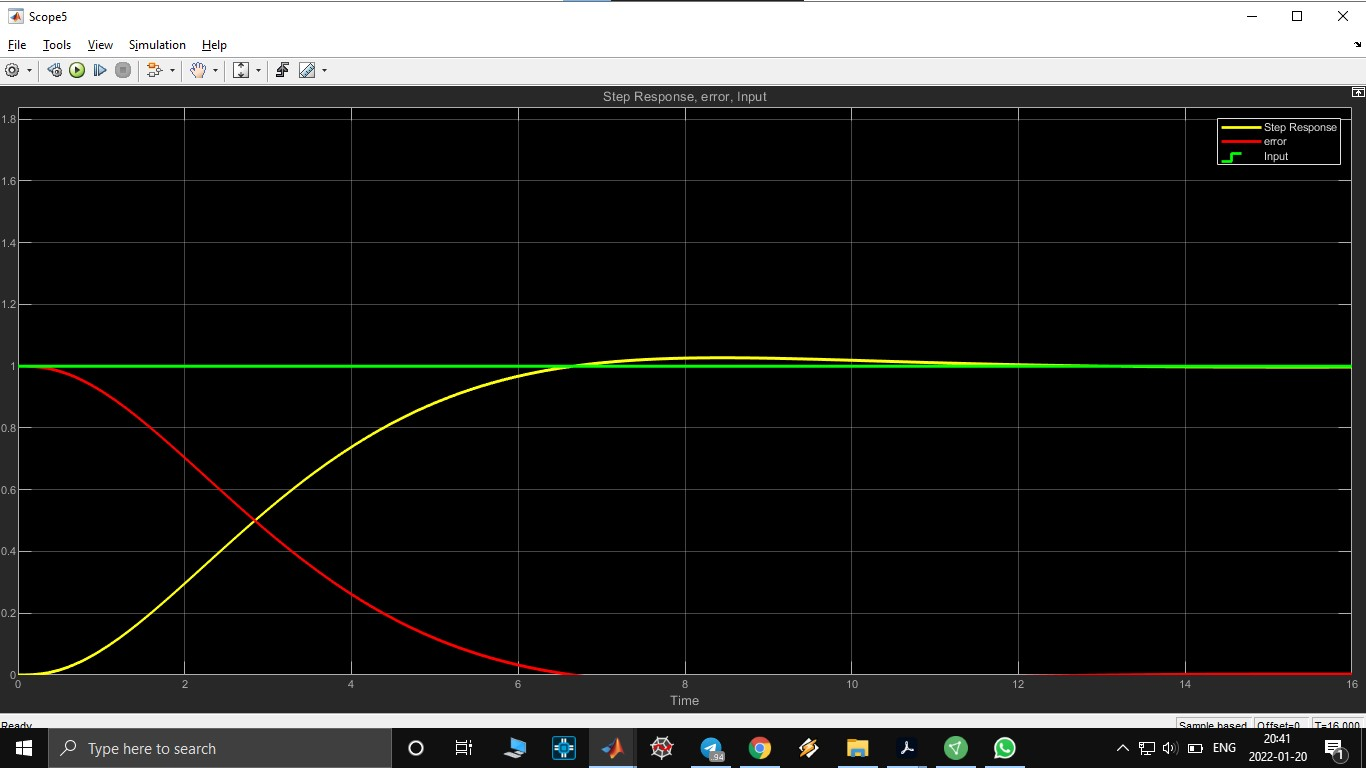 Scope5
File Tools View Simulation Help
Step Response, error, Input
Step Response
error
Input
1.8
1.6
1.4
1.2
1
0.8
0.6
0.4
0.2
0
0 2 4 6 8 10 12 14 16
Time
Ready
Sample based Offset=0 T=16.000
Type here to search
94
ENG
20:41
2022-01-20
1